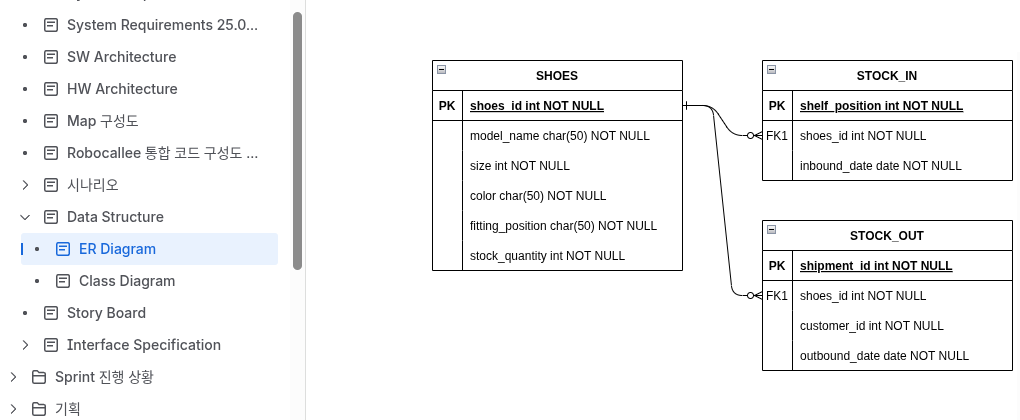 System Requirements 25.0...
SW Architecture
HW Architecture
Map 구성도
Robocallee 통합 코드 구성도 ...
시나리오
Data Structure
ER Diagram
Class Diagram
Story Board
Interface Specification
Sprint 진행 상황
기획
SHOES
PK shoes_id int NOT NULL
model_name char(50) NOT NULL
size int NOT NULL
color char(50) NOT NULL
fitting_position char(50) NOT NULL
stock_quantity int NOT NULL
STOCK_IN
PK shelf_position int NOT NULL
FK1 shoes_id int NOT NULL
inbound_date date NOT NULL
STOCK_OUT
PK shipment_id int NOT NULL
FK1 shoes_id int NOT NULL
customer_id int NOT NULL
outbound_date date NOT NULL